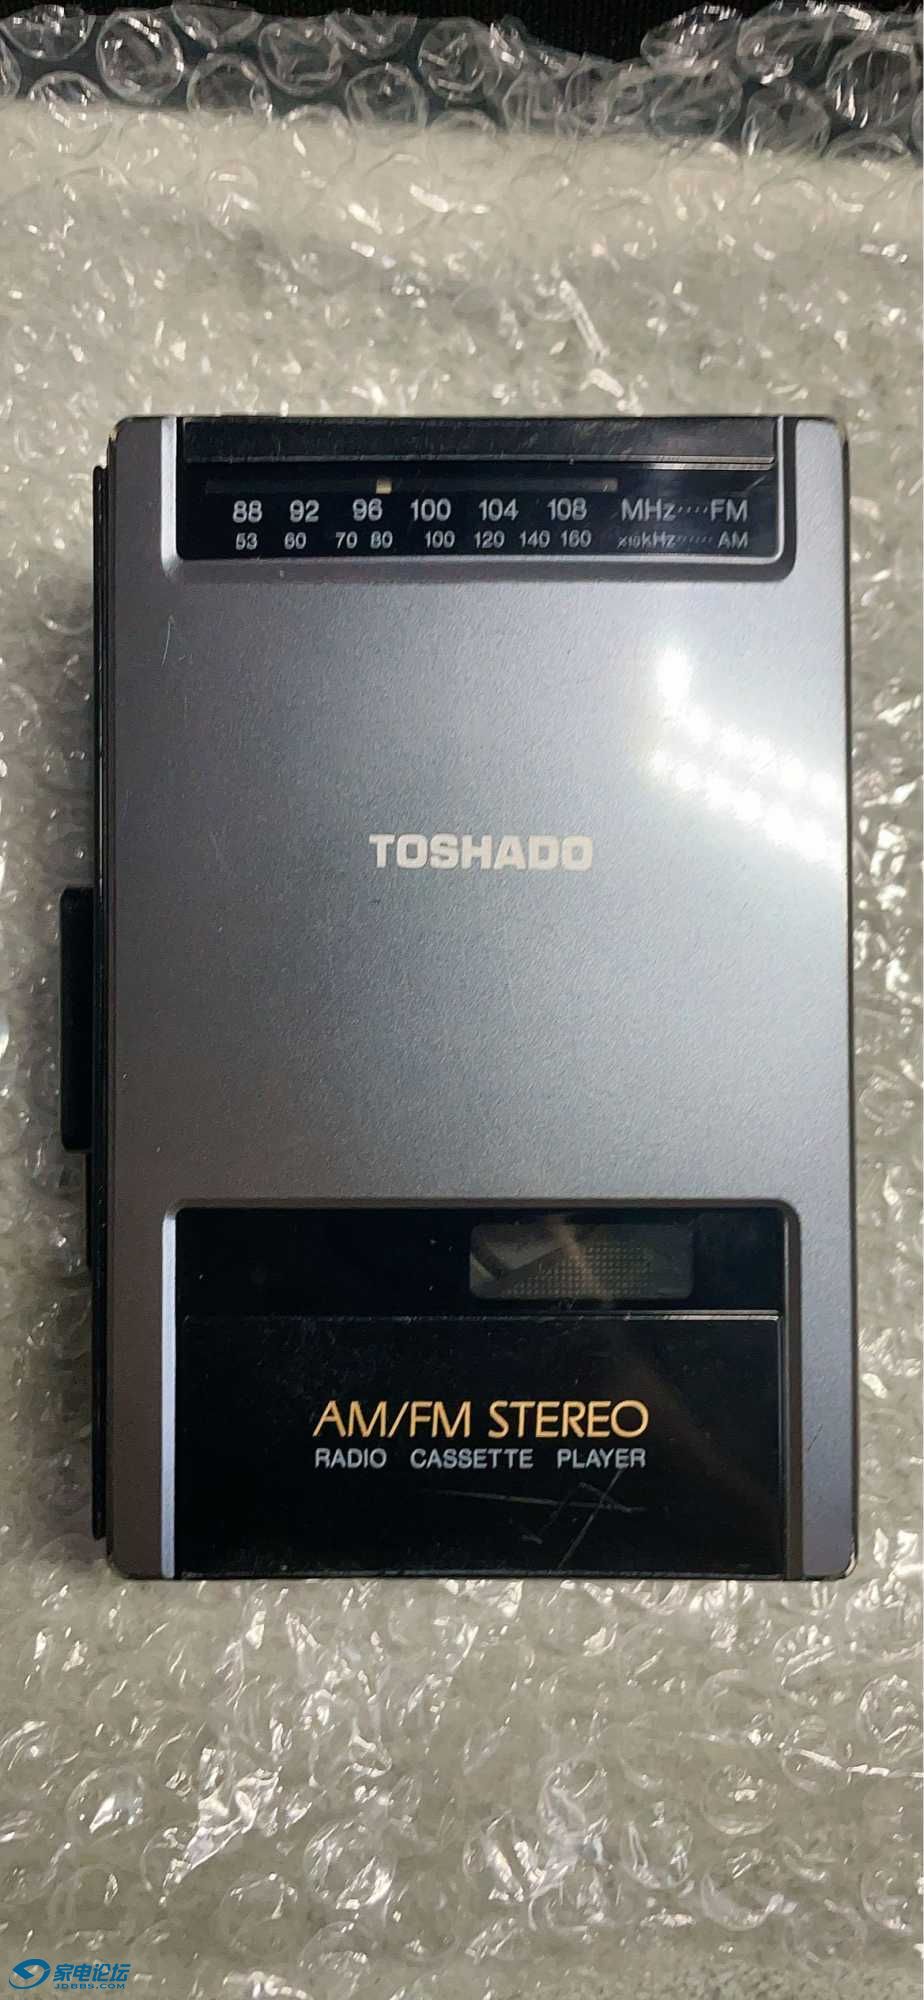 88 92 96 100 104 108 MHz····FM
53 60 70 80 100 120 140 160 x10kHz······AM
TOSHADO
AM/FM STEREO
RADIO CASSETTE PLAYER
家电论坛
JDBBS.COM